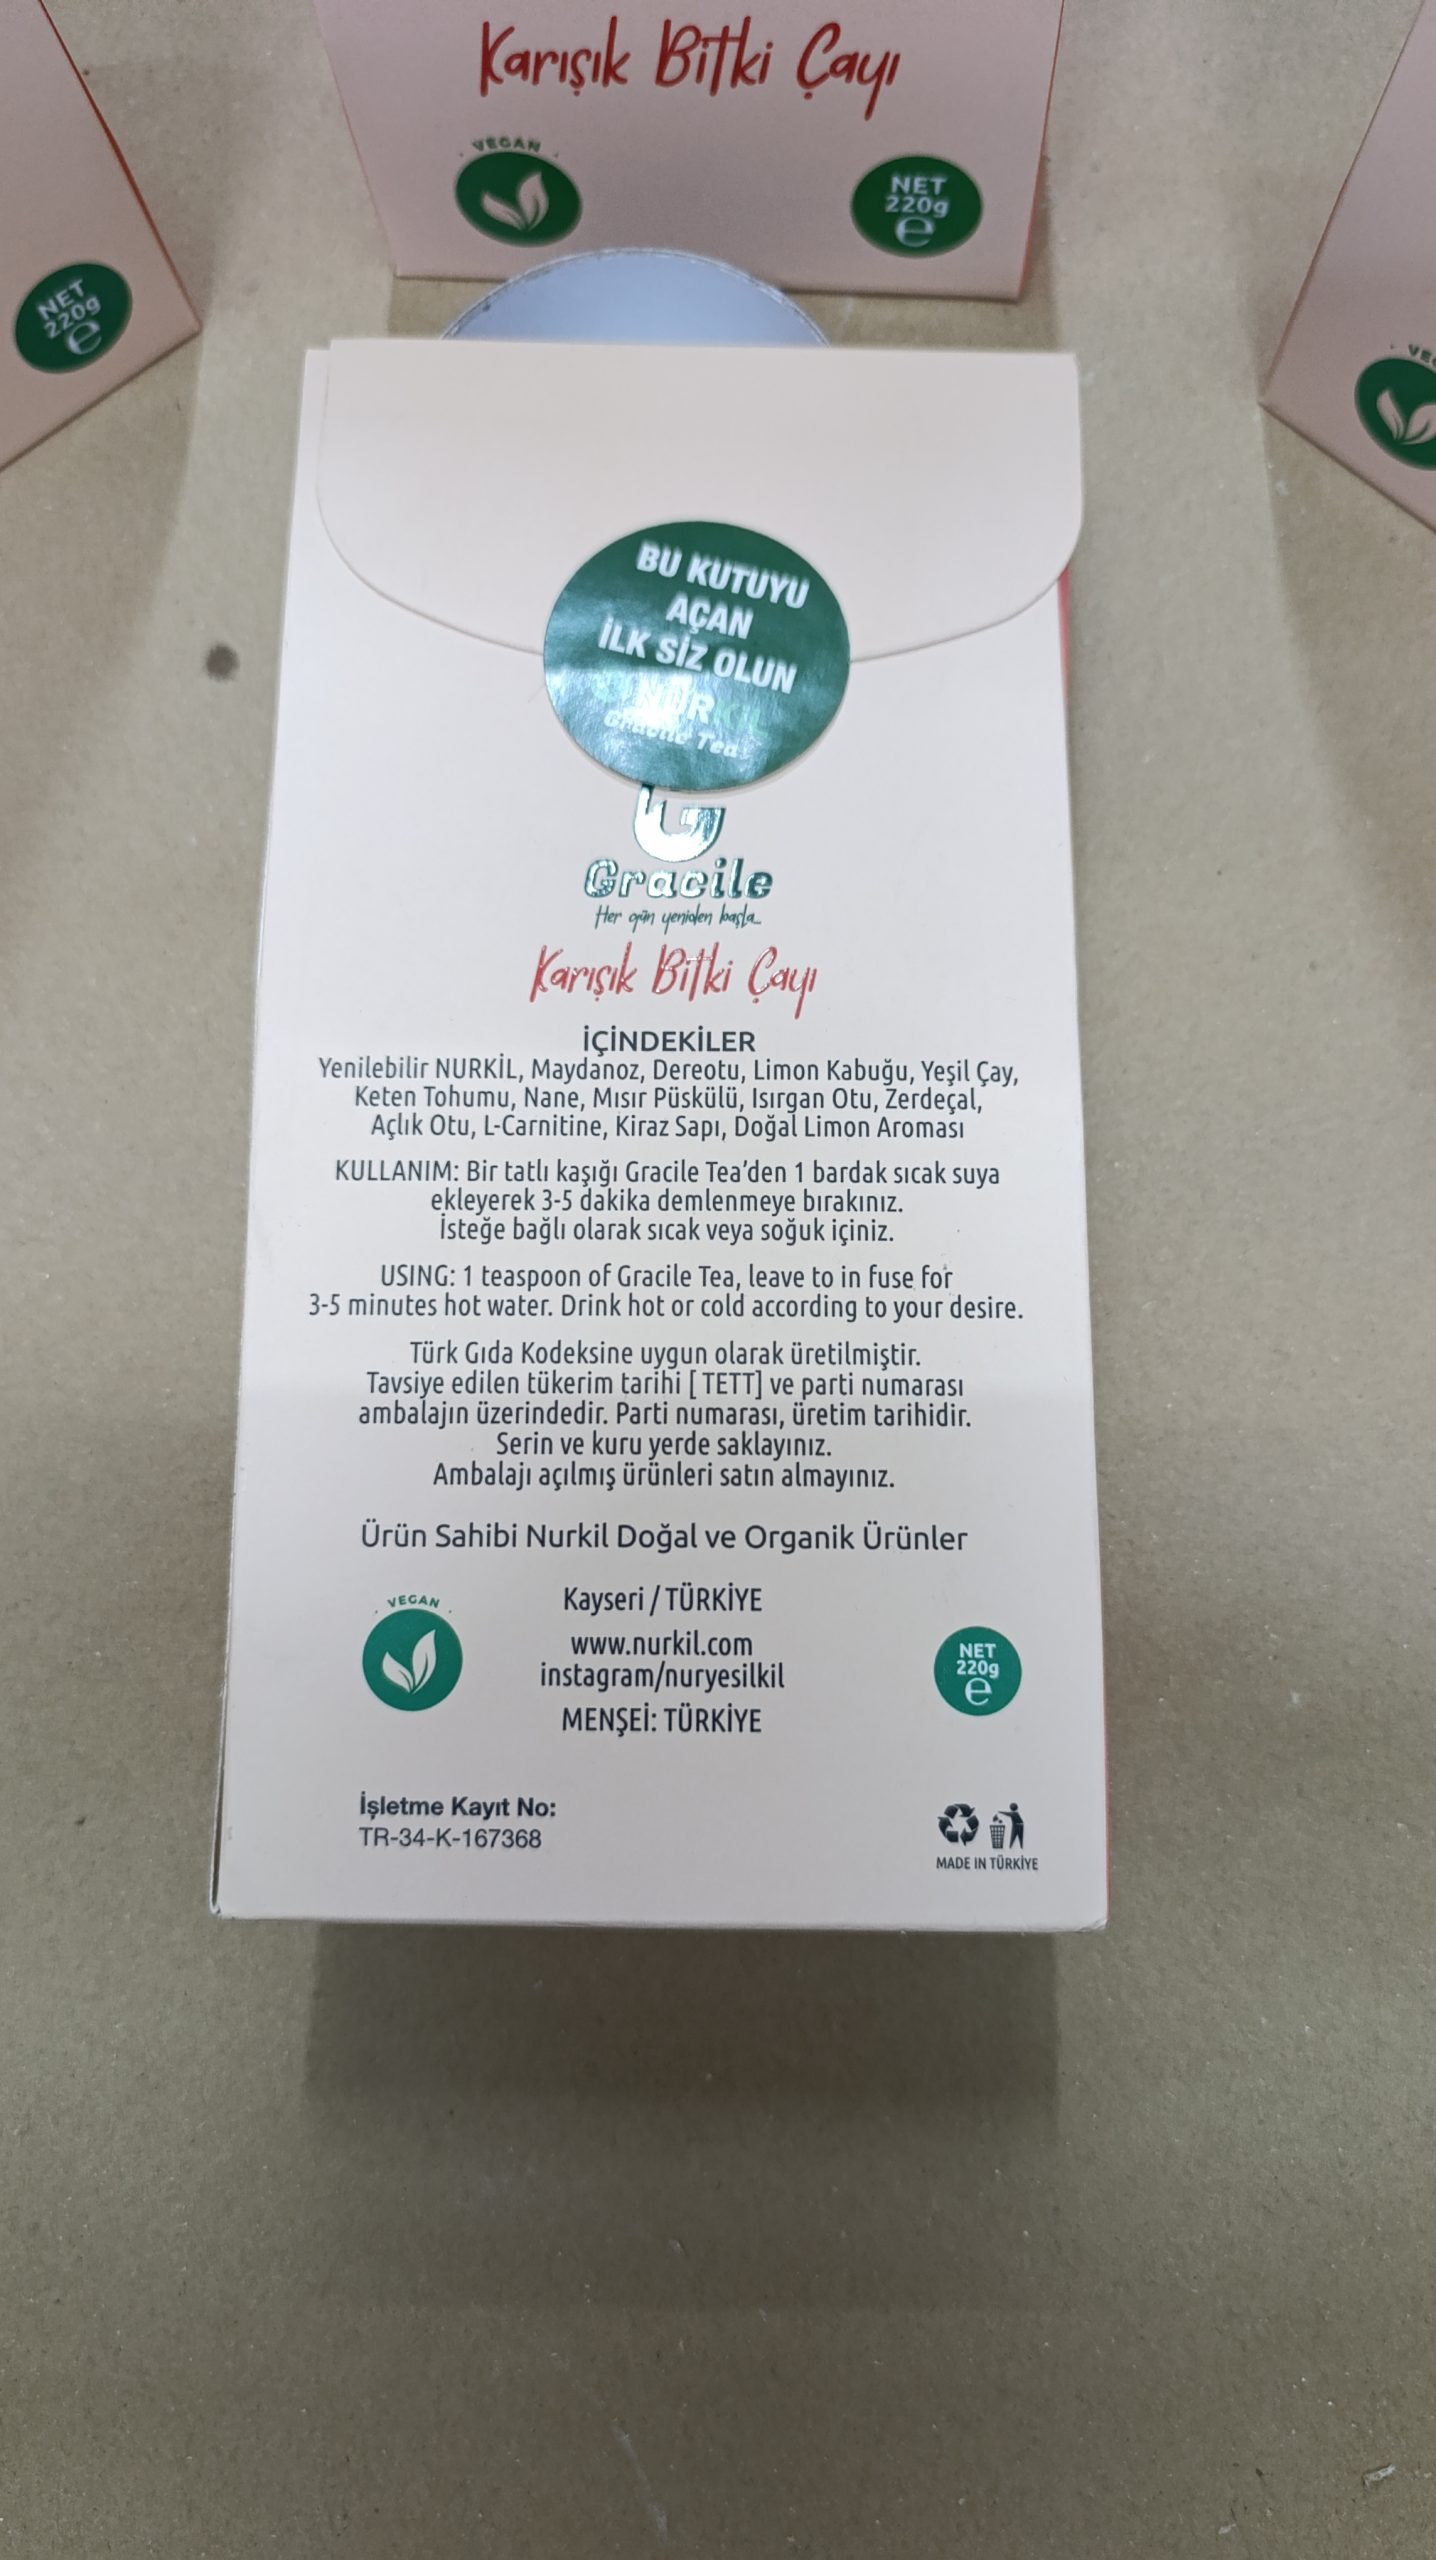 Karışık Bitki Çayı
VEGAN
NET
220g
e
NET
220g
e
BU KUTUYU
AÇAN
İLK SİZ OLUN
NURKİL
Gracile Tea
Gracile
Her gün yeniden başla...
Karışık Bitki Çayı
İÇİNDEKİLER
Yenilebilir NURKİL, Maydanoz, Dereotu, Limon Kabuğu, Yeşil Çay,
Keten Tohumu, Nane, Mısır Püskülü, Isırgan Otu, Zerdeçal,
Açlık Otu, L-Carnitine, Kiraz Sapı, Doğal Limon Aroması
KULLANIM: Bir tatlı kaşığı Gracile Tea’den 1 bardak sıcak suya
ekleyerek 3-5 dakika demlenmeye bırakınız.
İsteğe bağlı olarak sıcak veya soğuk içiniz.
USING: 1 teaspoon of Gracile Tea, leave to in fuse for
3-5 minutes hot water. Drink hot or cold according to your desire.
Türk Gıda Kodeksine uygun olarak üretilmiştir.
Tavsiye edilen tükerim tarihi [ TETT] ve parti numarası
ambalajın üzerindedir. Parti numarası, üretim tarihidir.
Serin ve kuru yerde saklayınız.
Ambalajı açılmış ürünleri satın almayınız.
Ürün Sahibi Nurkil Doğal ve Organik Ürünler
VEGAN
Kayseri / TÜRKİYE
www.nurkil.com
instagram/nuryesilkil
MENŞEİ: TÜRKİYE
NET
220g
e
İşletme Kayıt No:
TR-34-K-167368
MADE IN TÜRKİYE